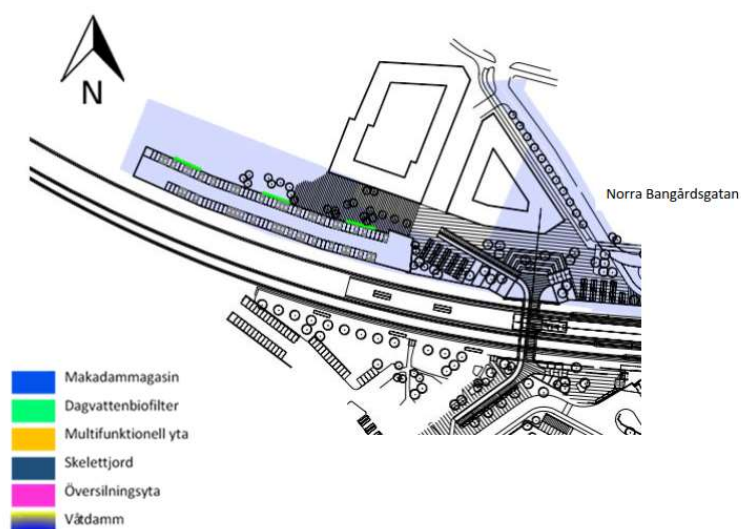 N
Norra Bangårdsgatan
Makadammagasin
Dagvattenbiofilter
Multifunktionell yta
Skelettjord
Översilningsyta
Våtdamm